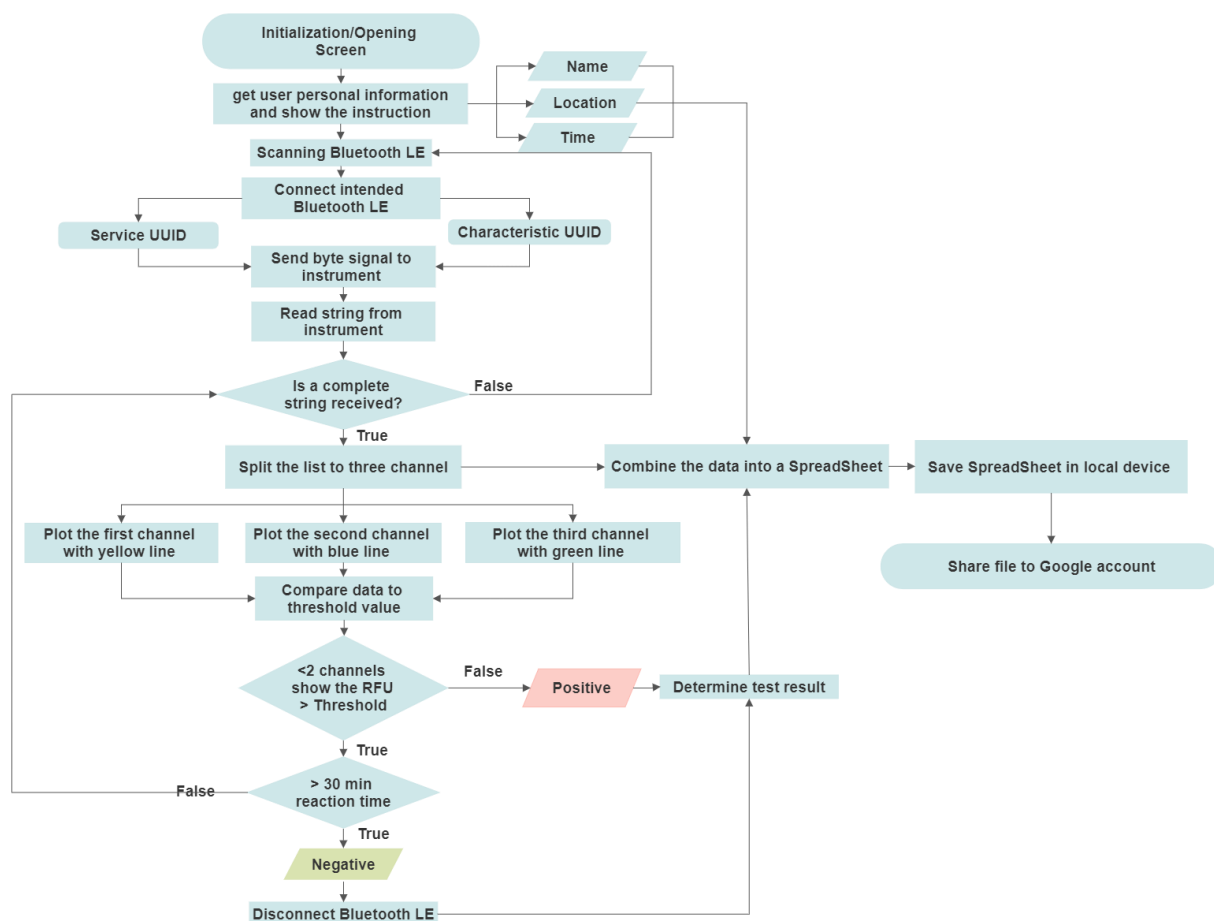 Initialization/Opening
Screen
get user personal information
and show the instruction
Name
Location
Time
Scanning Bluetooth LE
Connect intended
Bluetooth LE
Service UUID
Characteristic UUID
Send byte signal to
instrument
Read string from
instrument
Is a complete
string received?
False
True
Split the list to three channel
Combine the data into a SpreadSheet
Save SpreadSheet in local device
Plot the first channel
with yellow line
Plot the second channel
with blue line
Plot the third channel
with green line
Share file to Google account
Compare data to
threshold value
<2 channels
show the RFU
> Threshold
False
Positive
Determine test result
True
> 30 min
reaction time
False
True
Negative
Disconnect Bluetooth LE